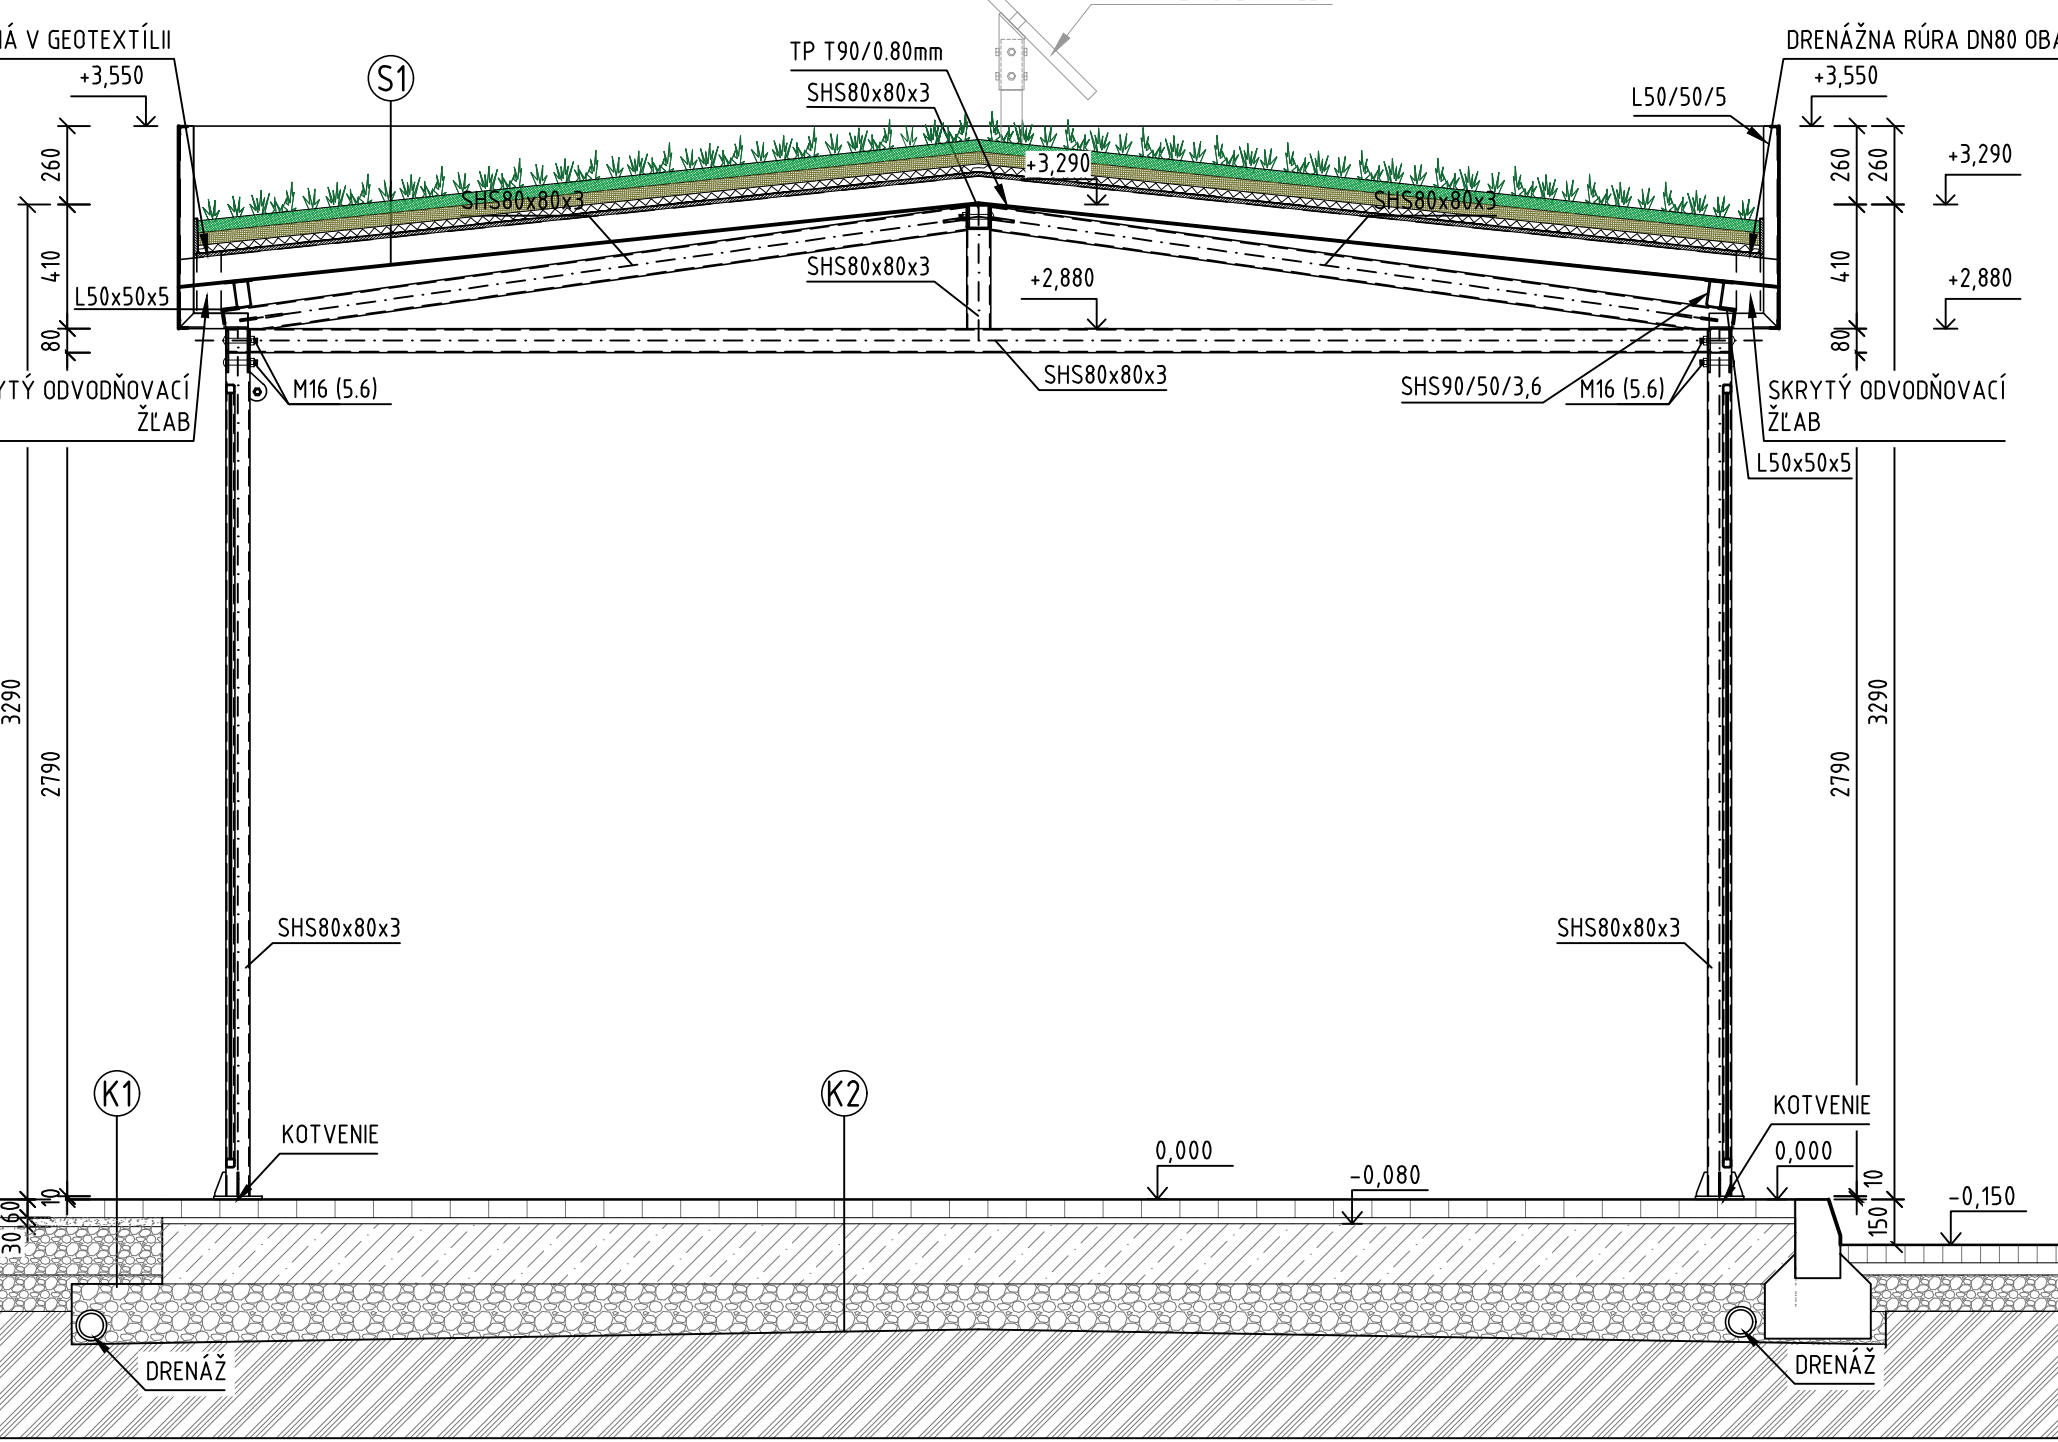 NÁ V GEOTEXTÍLII
DRENÁŽNA RÚRA DN80 OBA
TP T90/0.80mm
+3,550
S1
SHS80x80x3
+3,550
L50/50/5
260
+3,290
260
260
+3,290
SHS80x80x3
SHS80x80x3
410
SHS80x80x3
+2,880
410
+2,880
L50x50x5
80
80
SHS80x80x3
YTÝ ODVODŇOVACÍ
ŽĽAB
M16 (5.6)
SHS90/50/3,6
M16 (5.6)
SKRYTÝ ODVODŇOVACÍ
ŽĽAB
L50x50x5
3290
2790
3290
2790
SHS80x80x3
SHS80x80x3
K1
K2
KOTVENIE
KOTVENIE
0,000
-0,080
0,000
10
10
60
30
150
-0,150
DRENÁŽ
DRENÁŽ